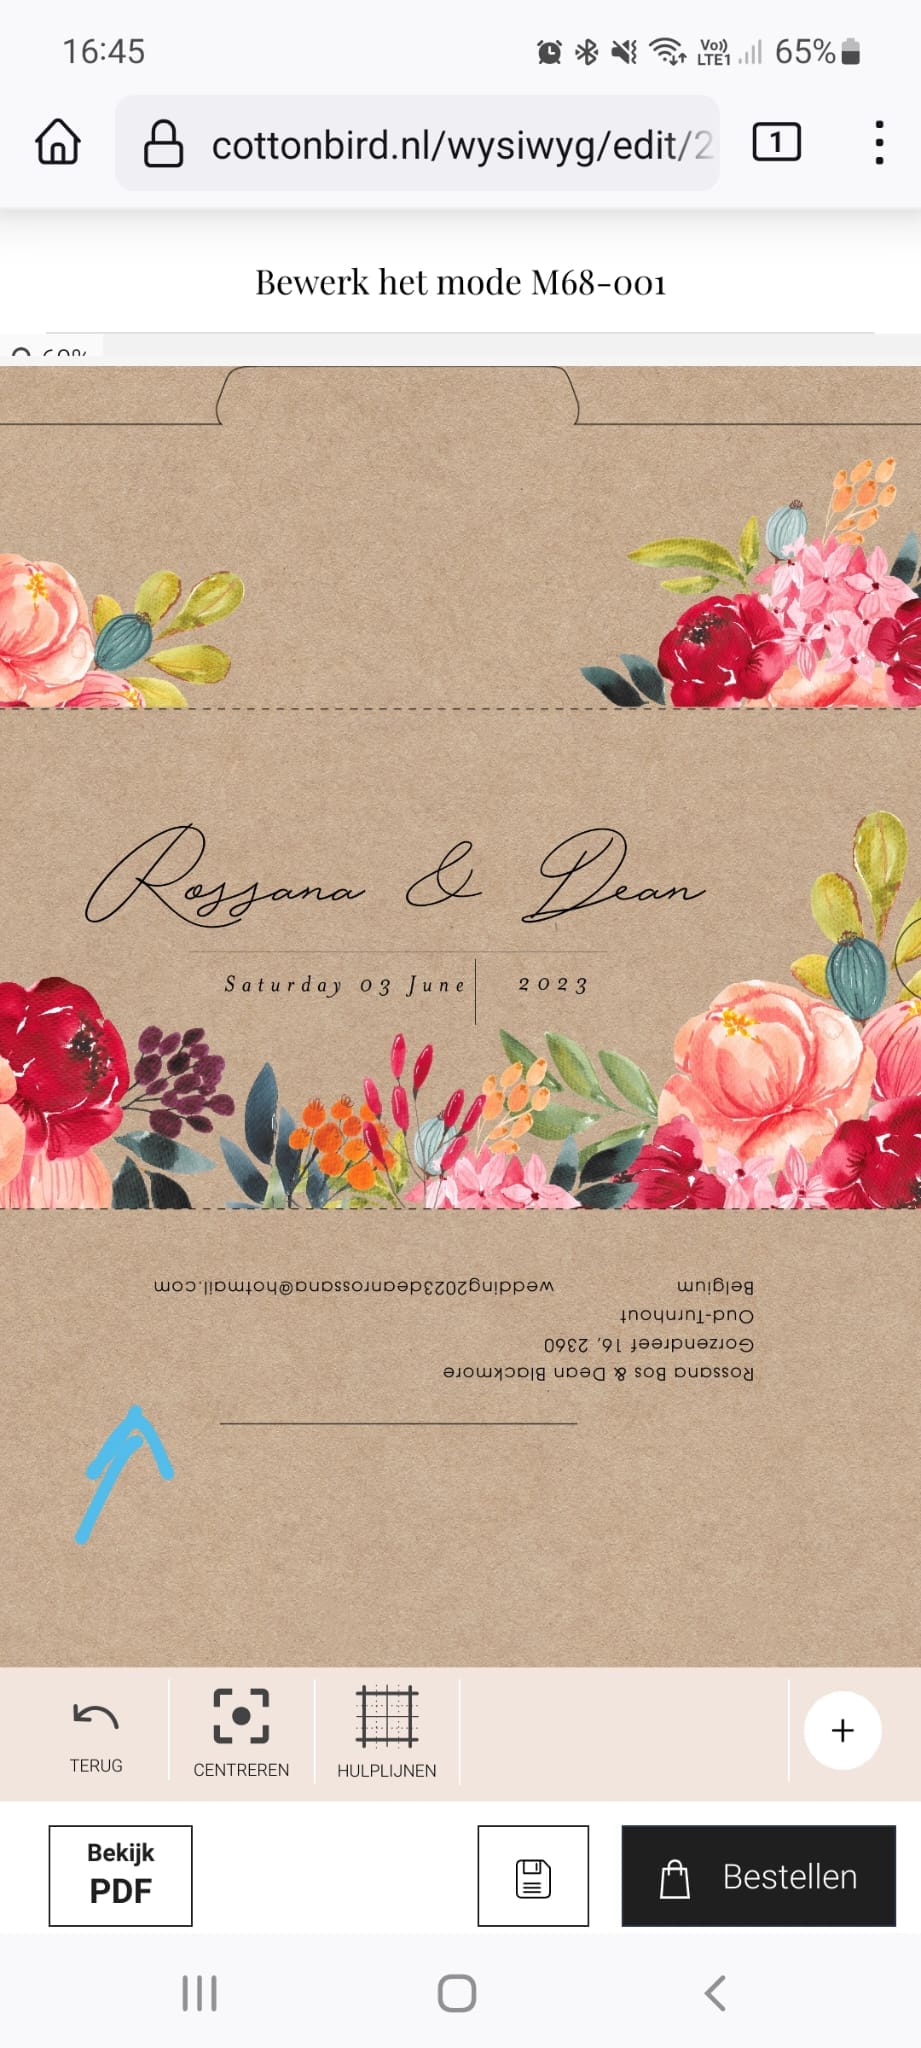 16:45
Vo))
LTE1
65%
cottonbird.nl/wysiwyg/edit/2
1
Bewerk het mode M68-001
Rossana & Dean
Saturday 03 June
2023
Rossana Bos & Dean Blackmore
Gorzendreef 16, 2360
Oud-Turnhout
Belgium
wedding2023deanrossana@hotmail.com
TERUG
CENTREREN
HULPLIJNEN
+
Bekijk
PDF
Bestellen